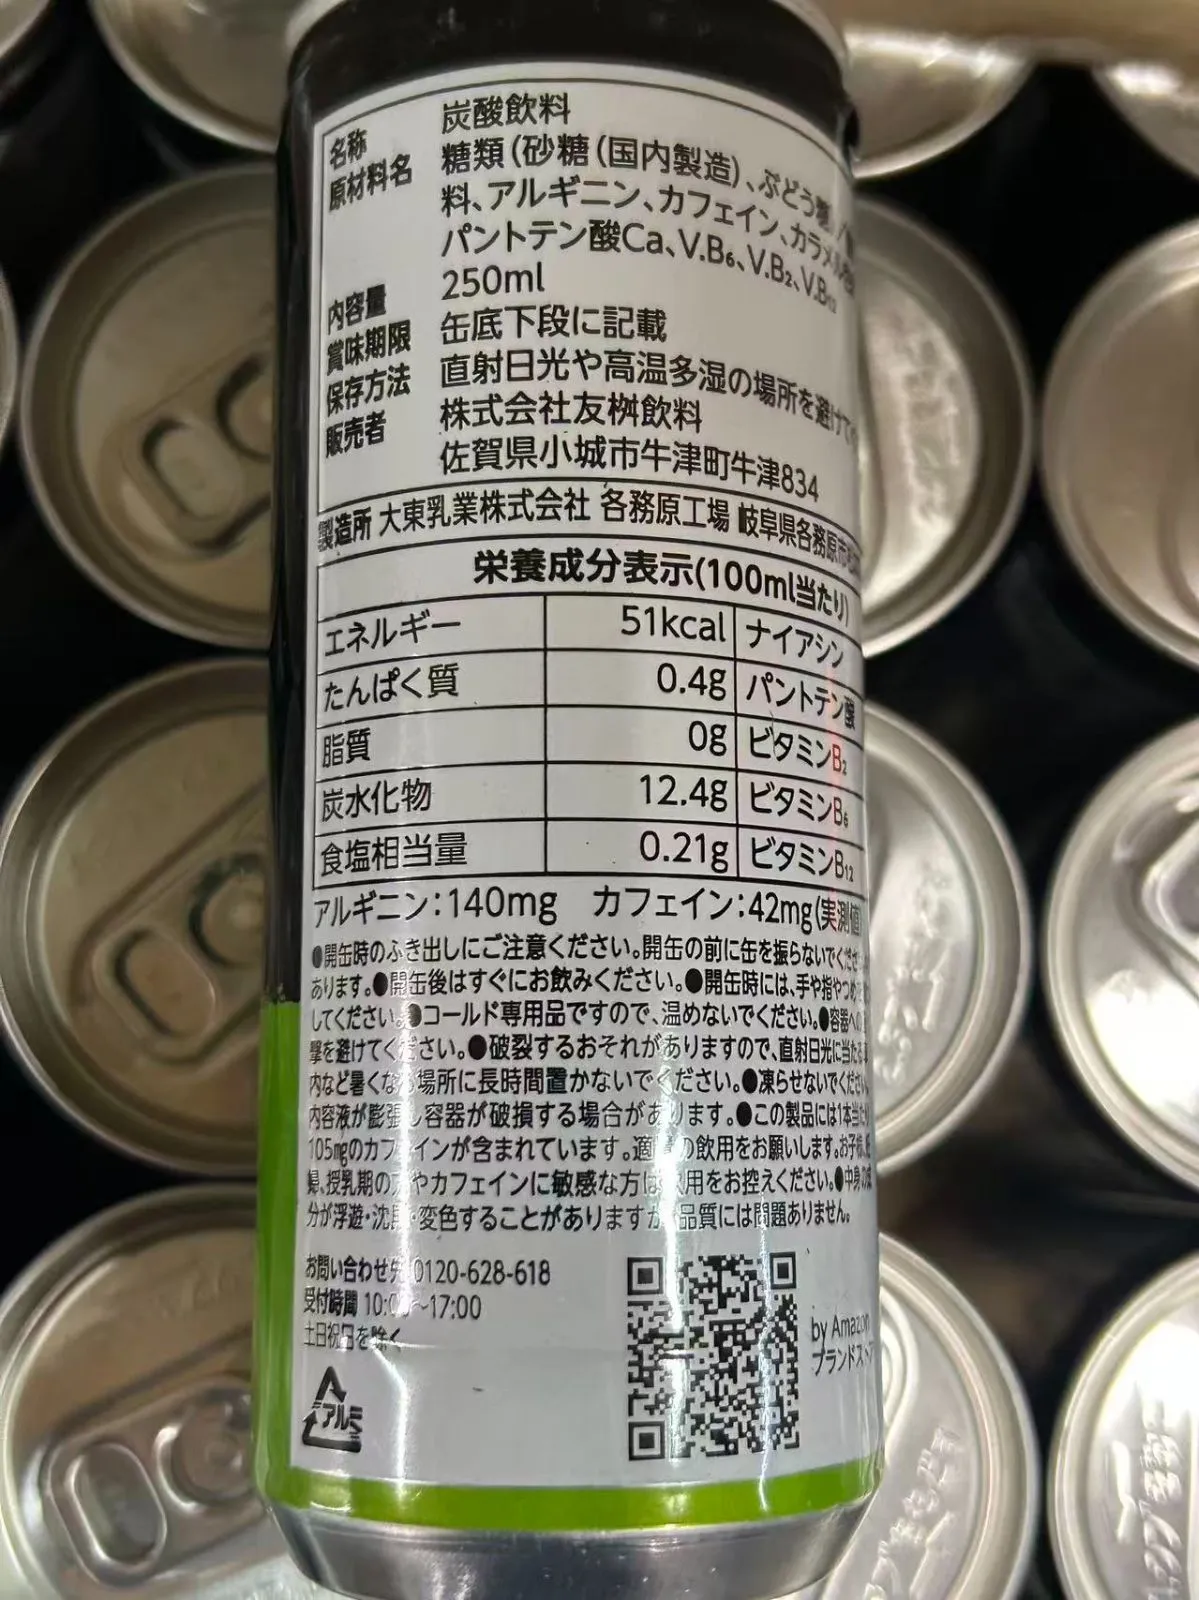 名称 炭酸飲料
原材料名 糖類(砂糖(国内製造)、ぶどう糖)/
料、アルギニン、カフェイン、カラメル
パントテン酸Ca、V.B₆、V.B₂、V.B₁₂
内容量 250ml
賞味期限 缶底下段に記載
保存方法 直射日光や高温多湿の場所を避けて
販売者 株式会社友桝飲料
佐賀県小城市牛津町牛津834
製造所 大東乳業株式会社 各務原工場 岐阜県各務原市
栄養成分表示(100ml当たり)
エネルギー 51kcal ナイアシン
たんぱく質 0.4g パントテン酸
脂質 0g ビタミンB₂
炭水化物 12.4g ビタミンB₆
食塩相当量 0.21g ビタミンB₁₂
アルギニン:140mg カフェイン:42mg(実測値)
●開缶時のふき出しにご注意ください。開缶の前に缶を振らないでくださ
あります。●開缶後はすぐにお飲みください。●開缶時には、手や指やつめ
してください。●コールド専用品ですので、温めないでください。●容器への
撃を避けてください。●破裂するおそれがありますので、直射日光に当たる
内など暑くなる場所に長時間置かないでください。●凍らせないでください。
内容液が膨張し容器が破損する場合があります。●この製品には1本当たり
105mgのカフェインが含まれています。適量の飲用をお願いします。お子様、
婦、授乳期の方やカフェインに敏感な方は飲用をお控えください。●中身の成
分が浮遊・沈殿・変色することがありますが、品質には問題ありません。
お問い合わせ先 0120-628-618
受付時間 10:00～17:00
土日祝日を除く
アルミ
by Amazon
ブランドストア